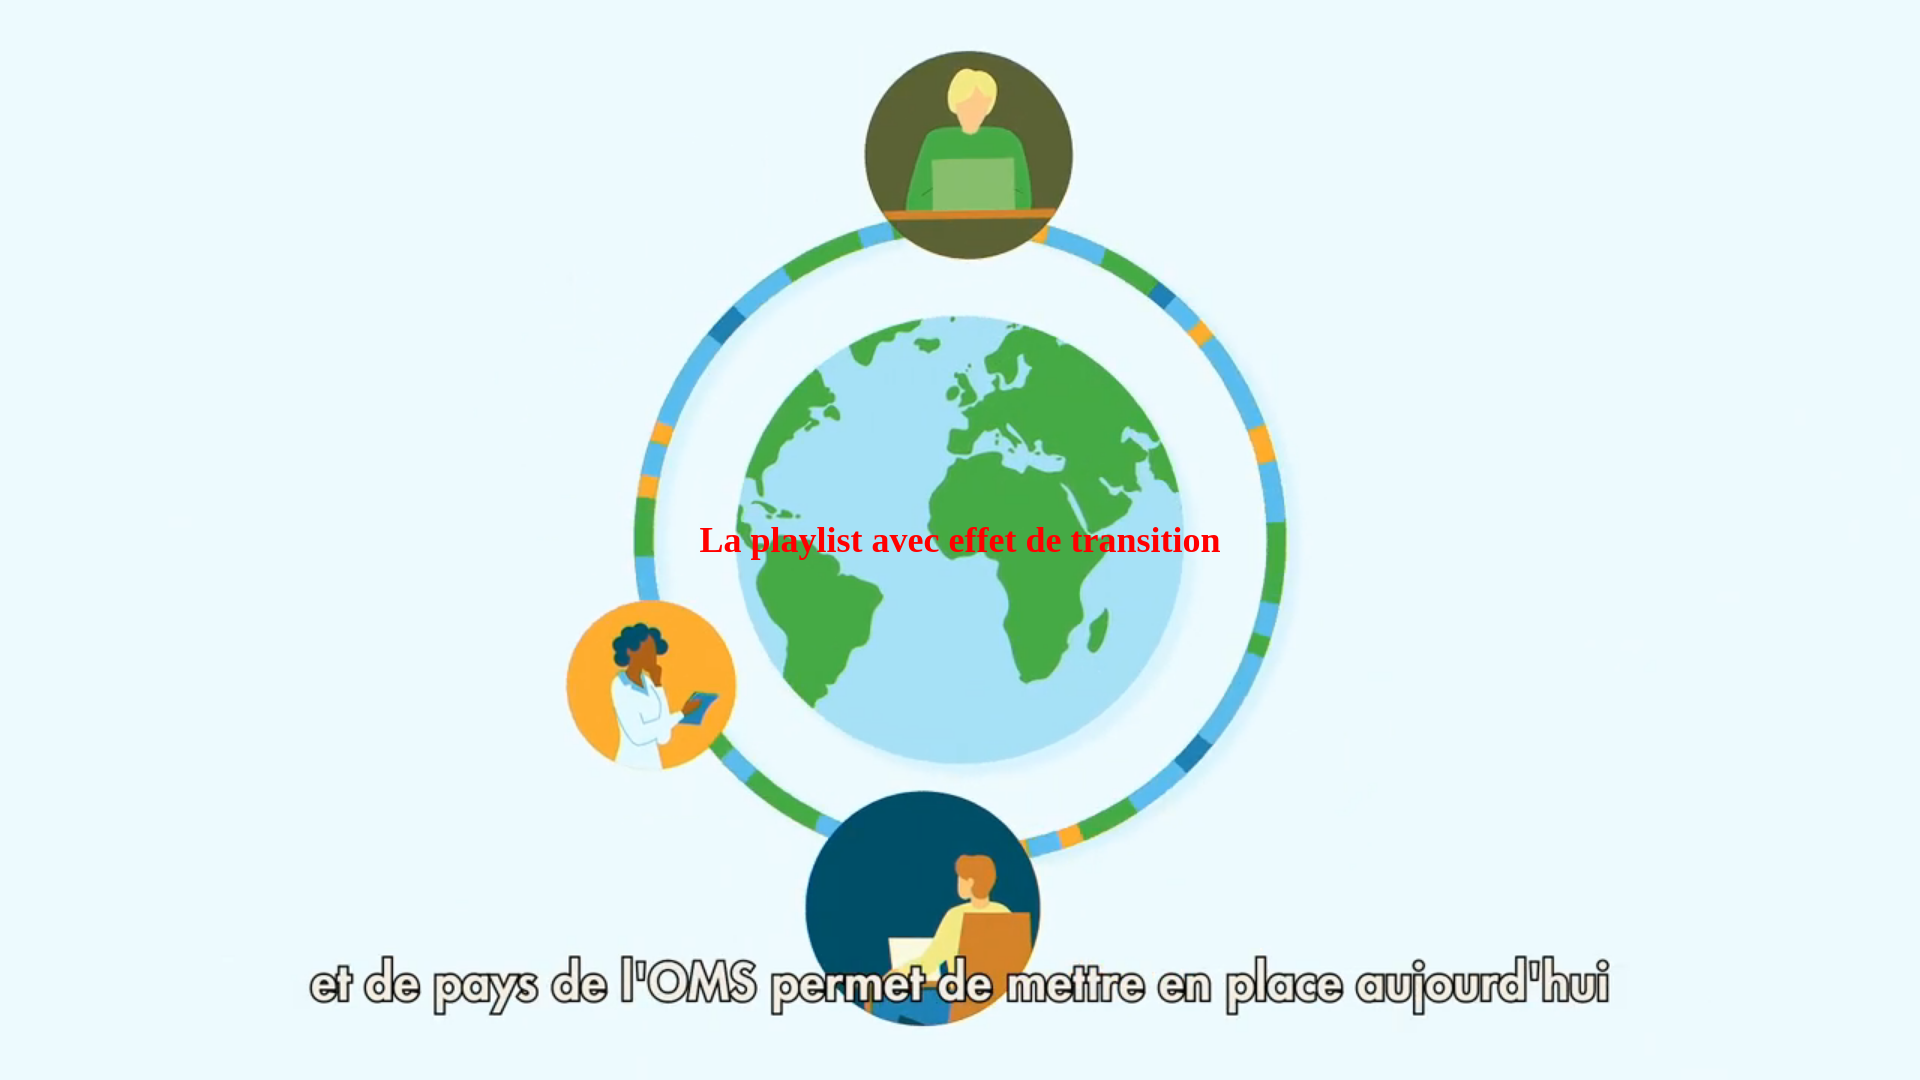 La playlist avec effet de transition
et de pays de l'OMS permet de mettre en place aujourd'hui